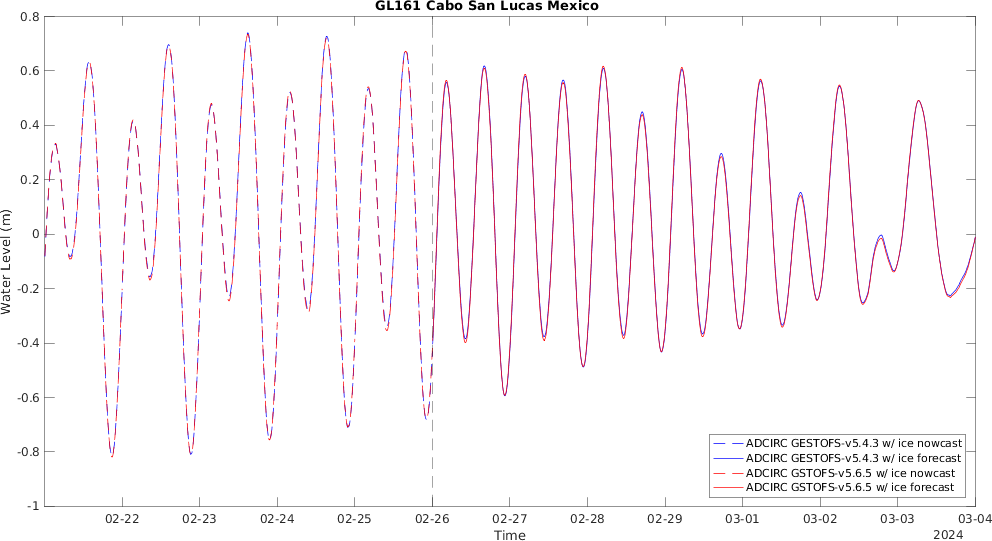 GL161 Cabo San Lucas Mexico
0.8
0.6
0.4
0.2
0
-0.2
-0.4
-0.6
-0.8
-1
Water Level (m)
02-22 02-23 02-24 02-25 02-26 02-27 02-28 02-29 03-01 03-02 03-03 03-04
Time
2024
ADCIRC GESTOFS-v5.4.3 w/ ice nowcast
ADCIRC GESTOFS-v5.4.3 w/ ice forecast
ADCIRC GSTOFS-v5.6.5 w/ ice nowcast
ADCIRC GSTOFS-v5.6.5 w/ ice forecast